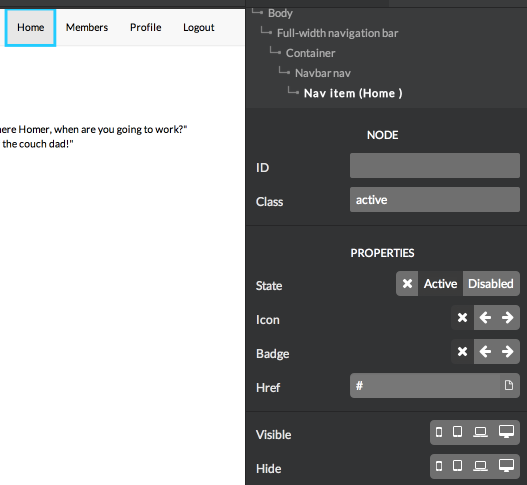 Home Members Profile Logout
here Homer, when are you going to work?"
the couch dad!"
Body
Full-width navigation bar
Container
Navbar nav
Nav item (Home )
NODE
ID
Class active
PROPERTIES
State Active Disabled
Icon
Badge
Href #
Visible
Hide